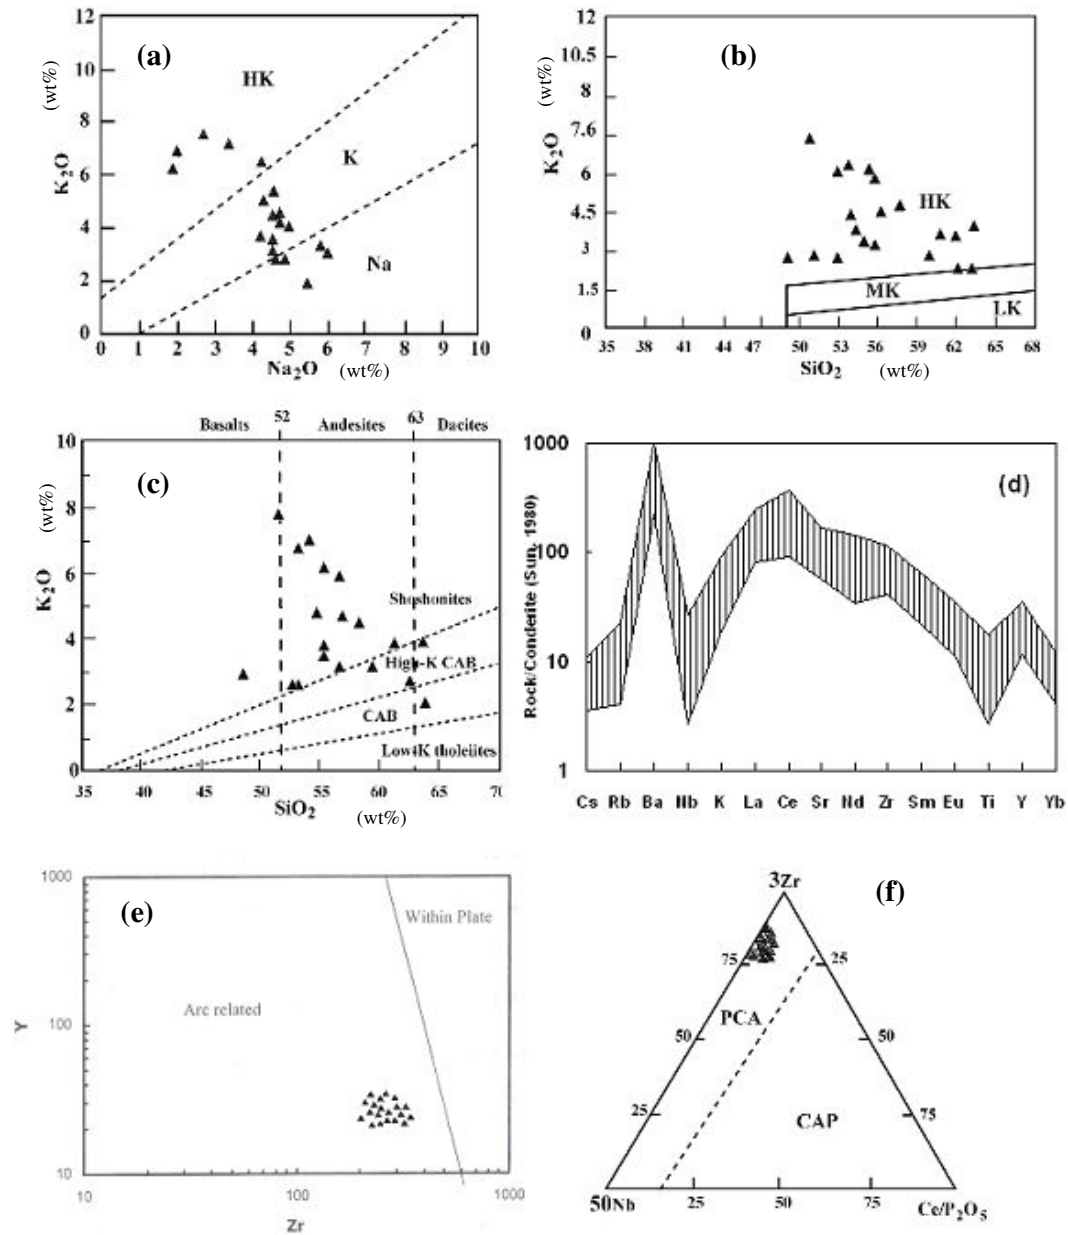 (a)
12
10
8
6
4
2
0
K₂O (wt%)
HK
K
Na
0 1 2 3 4 5 6 7 8 9 10
Na₂O (wt%)
(b)
12
10.5
9
8
7.6
6
4.5
3
1.5
0
K₂O (wt%)
HK
MK
LK
35 38 41 44 47 50 53 56 59 62 65 68
SiO₂ (wt%)
Basalts 52 Andesites 63 Dacites
(c)
10
8
6
4
2
0
K₂O (wt%)
Shoshonites
High-K CAB
CAB
Low-K tholeiites
35 40 45 50 55 60 65 70
SiO₂
(wt%)
(d)
1000
100
10
1
Rock/Conderite (Sun, 1980)
Cs Rb Ba Nb K La Ce Sr Nd Zr Sm Eu Ti Y Yb
(e)
1000
100
10
Y
Within Plate
Arc related
10 100 1000
Zr
(f)
3Zr
75 25
PCA
50 50
25 75
CAP
50Nb 25 50 75 Ce/P₂O₅